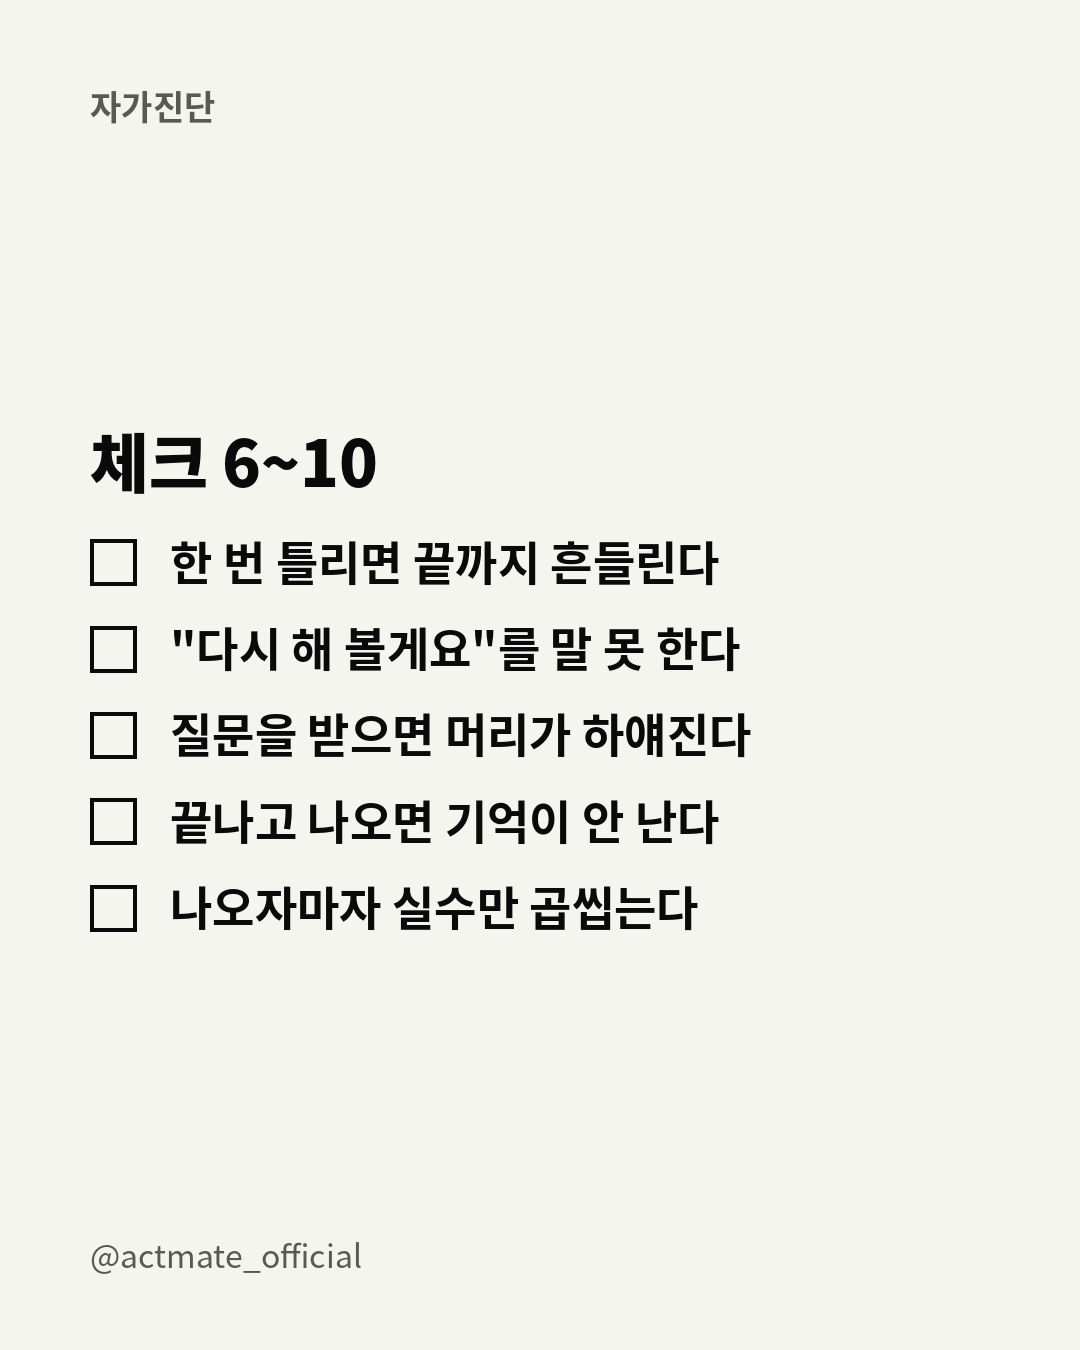 자가진단
체크 6~10
한 번 틀리면 끝까지 흔들린다
"다시 해 볼게요"를 말 못 한다
질문을 받으면 머리가 하얘진다
끝나고 나오면 기억이 안 난다
나오자마자 실수만 곱씹는다
@actmate_official